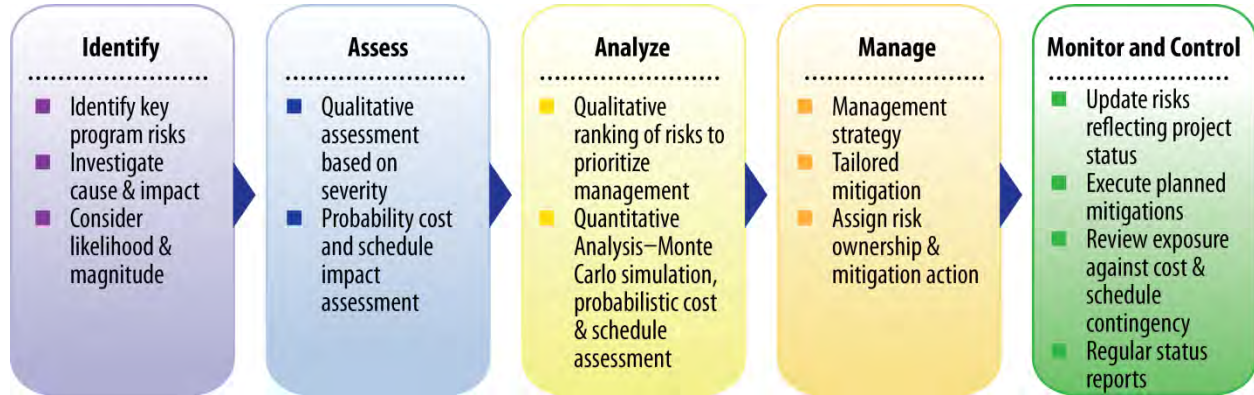 Identify
Identify key
program risks
Investigate
cause & impact
Consider
likelihood &
magnitude
Assess
Qualitative
assessment
based on
severity
Probability cost
and schedule
impact
assessment
Analyze
Qualitative
ranking of risks to
prioritize
management
Quantitative
Analysis–Monte
Carlo simulation,
probabilistic cost
& schedule
assessment
Manage
Management
strategy
Tailored
mitigation
Assign risk
ownership &
mitigation action
Monitor and Control
Update risks
reflecting project
status
Execute planned
mitigations
Review exposure
against cost &
schedule
contingency
Regular status
reports